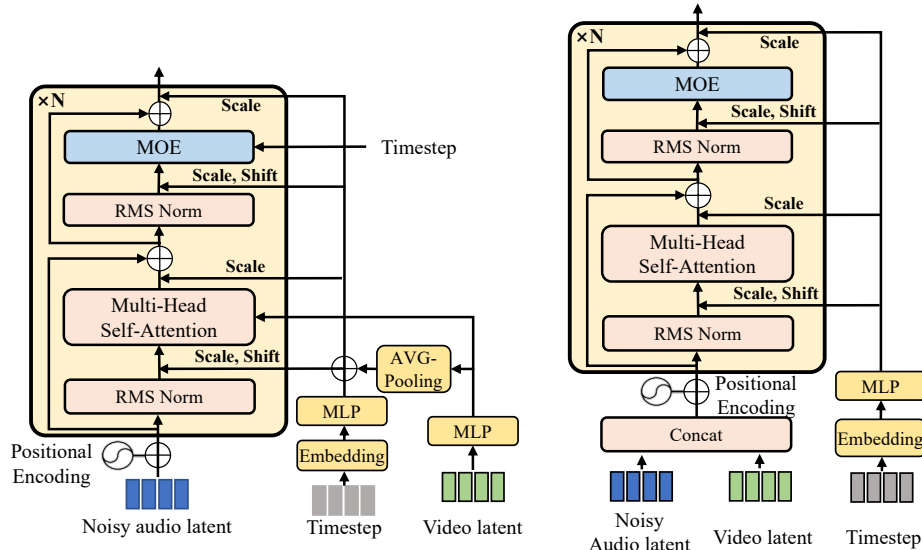 ×N
Scale
MOE
Timestep
Scale, Shift
RMS Norm
Scale
Multi-Head
Self-Attention
Scale, Shift
AVG-
Pooling
RMS Norm
MLP
MLP
Positional
Encoding
Embedding
Noisy audio latent
Timestep
Video latent
×N
Scale
MOE
Scale, Shift
RMS Norm
Scale
Multi-Head
Self-Attention
Scale, Shift
RMS Norm
Positional
Encoding
MLP
Concat
Embedding
Noisy
Audio latent
Video latent
Timestep